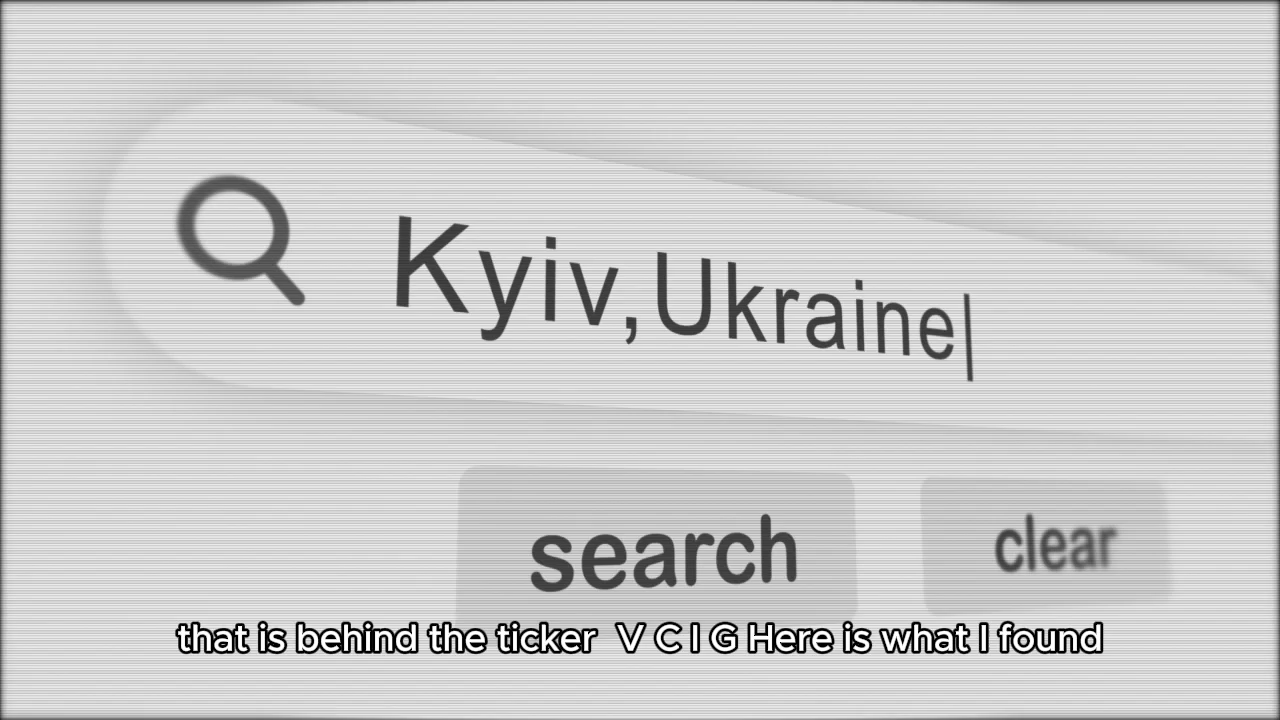 Kyiv,Ukraine|
search
clear
that is behind the ticker V C I G Here is what I found